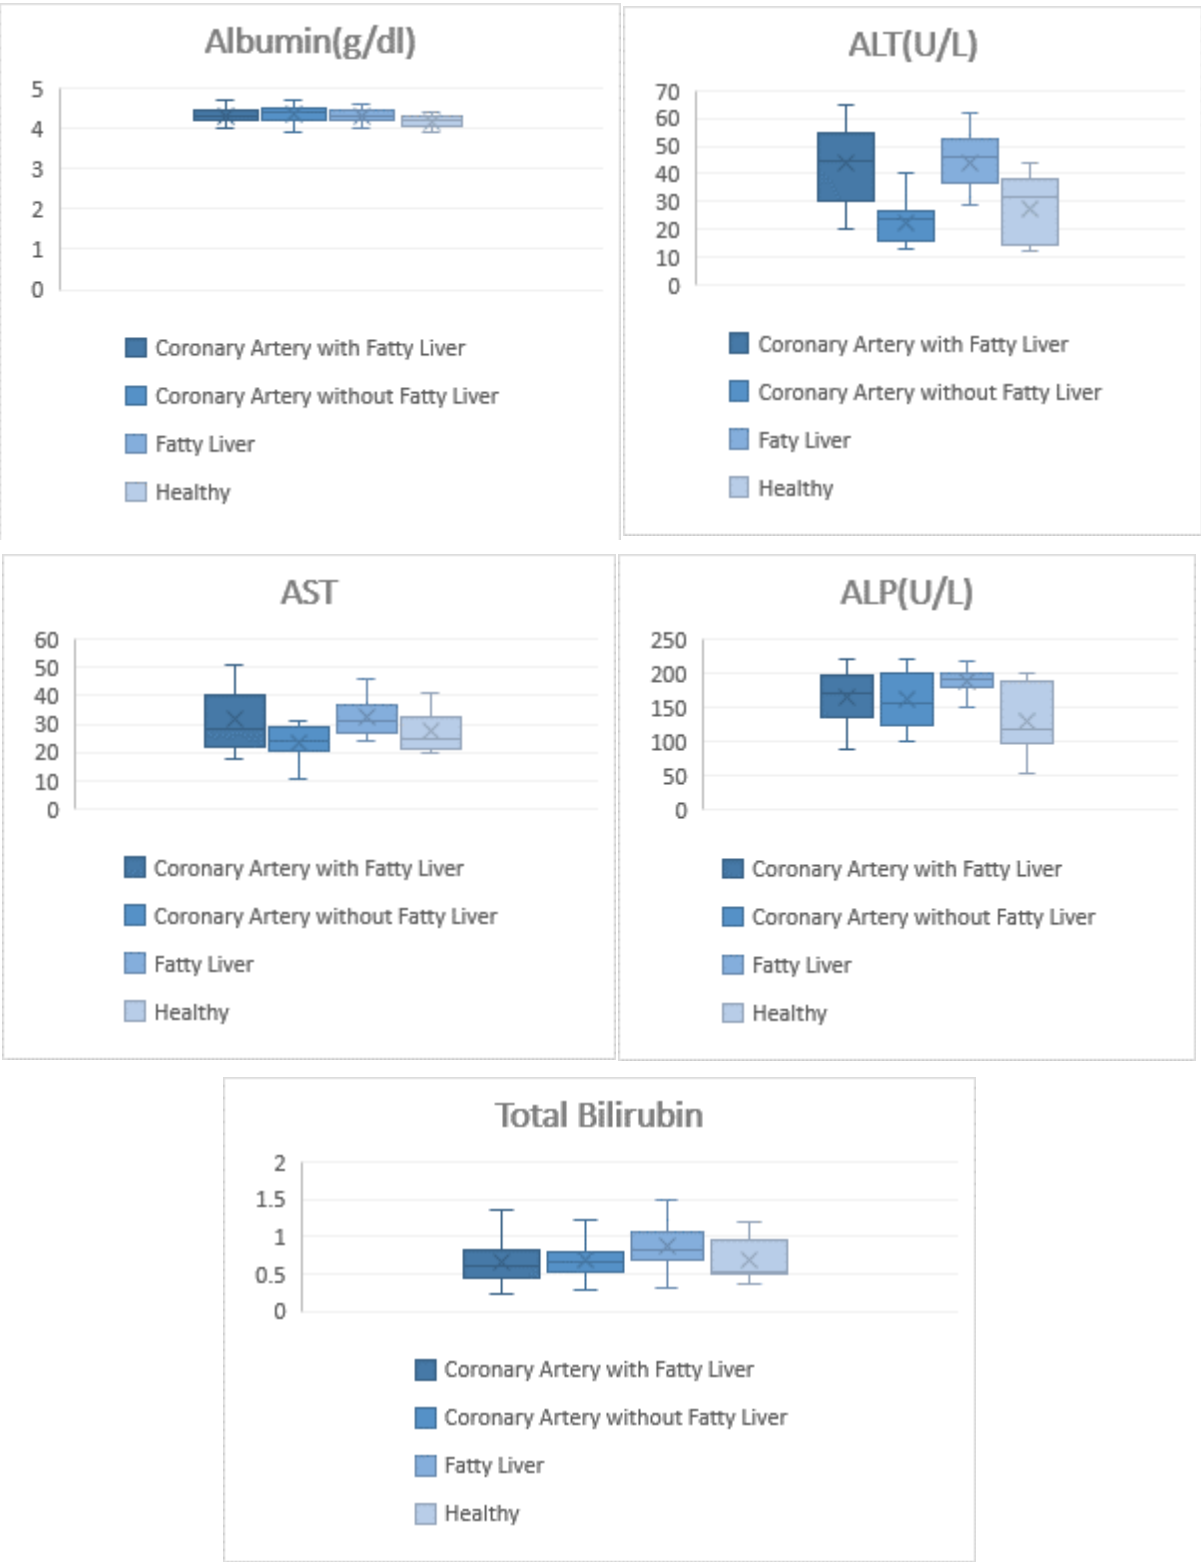 Albumin(g/dl)
5
4
3
2
1
0
Coronary Artery with Fatty Liver
Coronary Artery without Fatty Liver
Fatty Liver
Healthy
ALT(U/L)
70
60
50
40
30
20
10
0
Coronary Artery with Fatty Liver
Coronary Artery without Fatty Liver
Faty Liver
Healthy
AST
60
50
40
30
20
10
0
Coronary Artery with Fatty Liver
Coronary Artery without Fatty Liver
Fatty Liver
Healthy
ALP(U/L)
250
200
150
100
50
0
Coronary Artery with Fatty Liver
Coronary Artery without Fatty Liver
Fatty Liver
Healthy
Total Bilirubin
2
1.5
1
0.5
0
Coronary Artery with Fatty Liver
Coronary Artery without Fatty Liver
Fatty Liver
Healthy